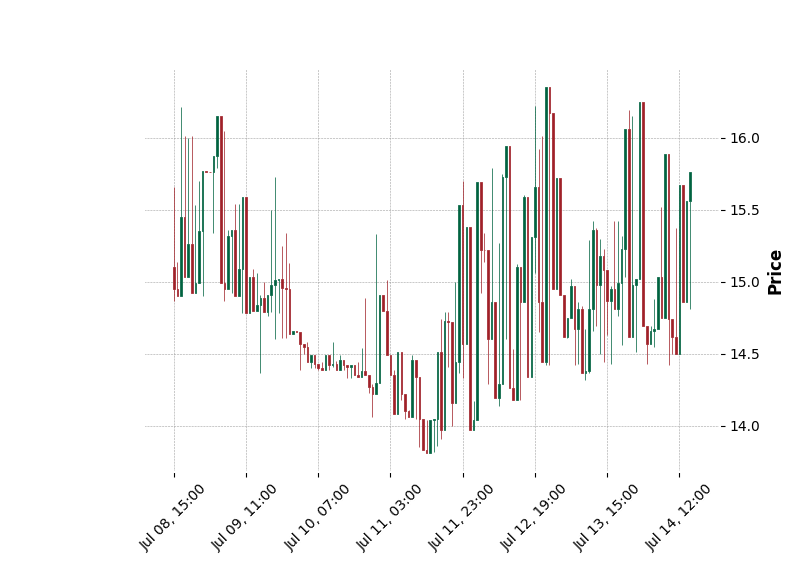 16.0
15.5
15.0
14.5
14.0
Price
Jul 08, 15:00
Jul 09, 11:00
Jul 10, 07:00
Jul 11, 03:00
Jul 11, 23:00
Jul 12, 19:00
Jul 13, 15:00
Jul 14, 12:00